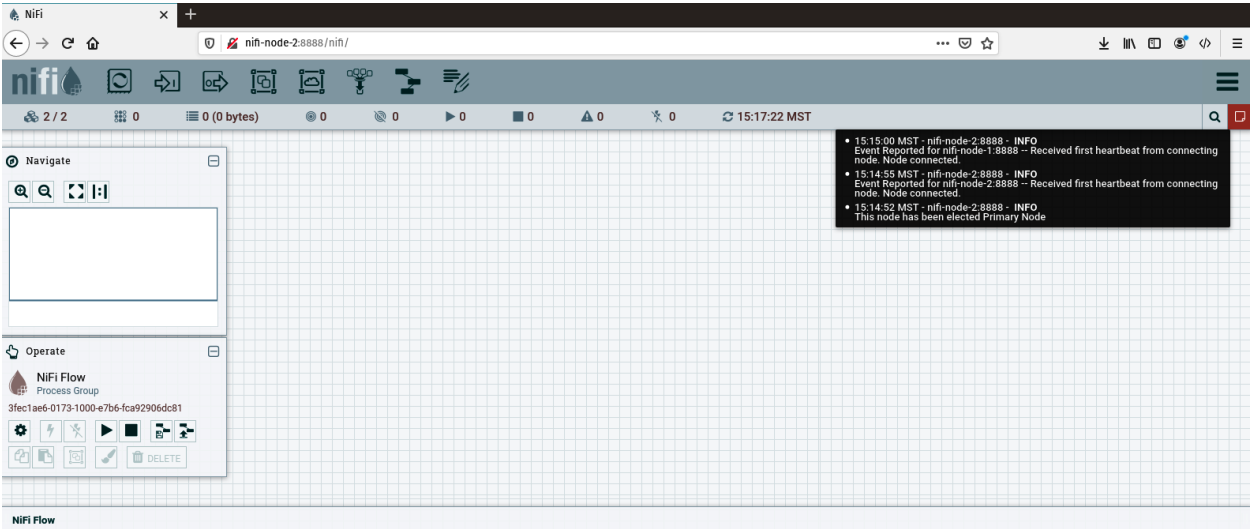 NiFi
nifi-node-2:8888/nifi/
nifi
2 / 2 0 0 (0 bytes) 0 0 0 0 0 0 15:17:22 MST
15:15:00 MST - nifi-node-2:8888 - INFO
Event Reported for nifi-node-1:8888 -- Received first heartbeat from connecting
node. Node connected.
15:14:55 MST - nifi-node-2:8888 - INFO
Event Reported for nifi-node-2:8888 -- Received first heartbeat from connecting
node. Node connected.
15:14:52 MST - nifi-node-2:8888 - INFO
This node has been elected Primary Node
Navigate
Operate
NiFi Flow
Process Group
3fec1ae6-0173-1000-e7b6-fca92906dc81
DELETE
NiFi Flow